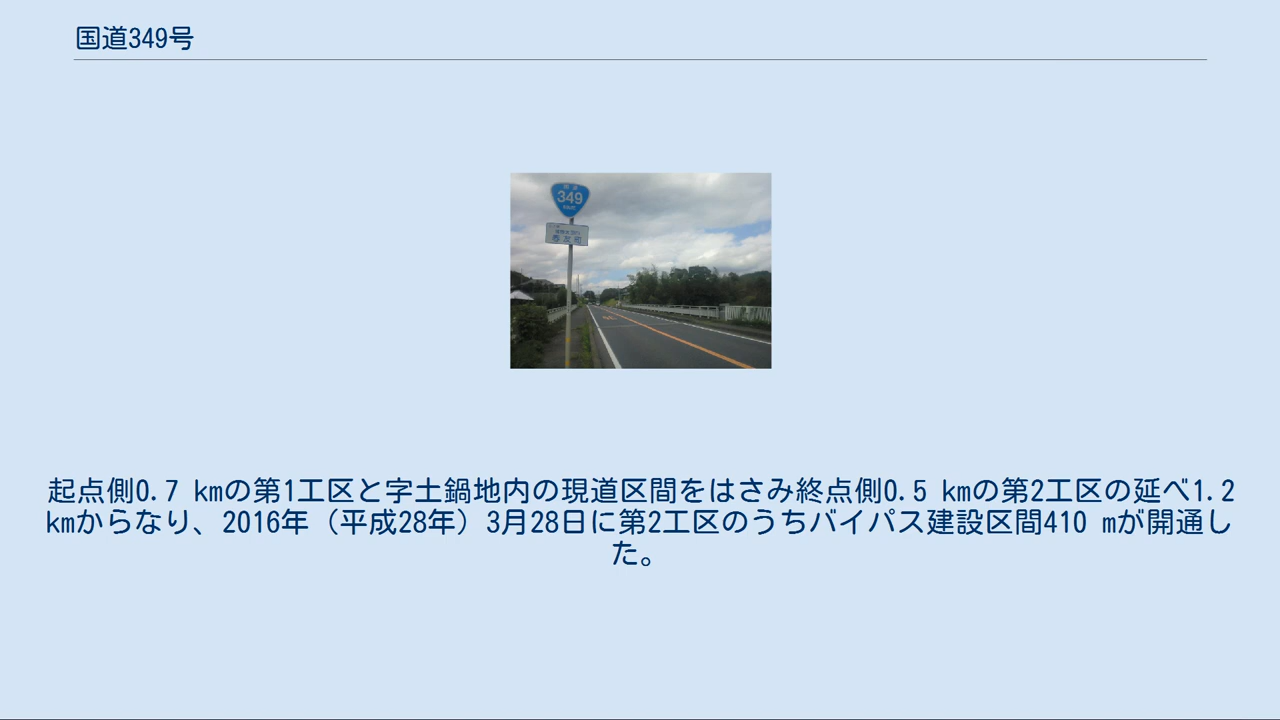 国道349号
349
起点側0.7 kmの第1工区と字土鍋地内の現道区間をはさみ終点側0.5 kmの第2工区の延べ1.2
kmからなり、2016年（平成28年）3月28日に第2工区のうちバイパス建設区間410 mが開通し
た。